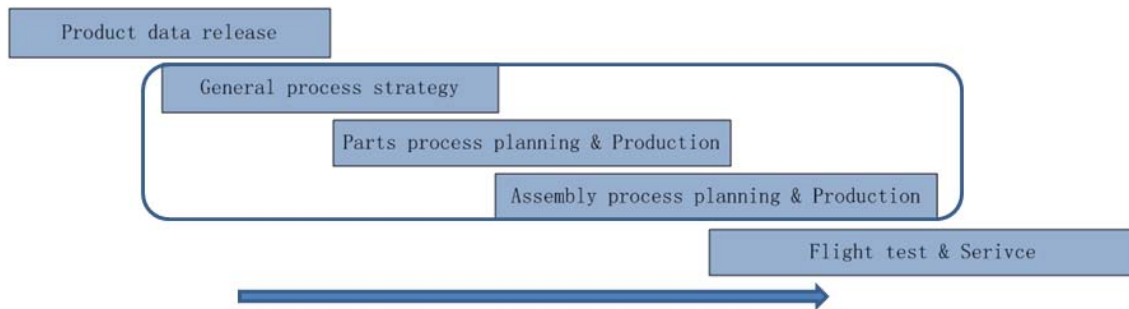 Product data release
General process strategy
Parts process planning & Production
Assembly process planning & Production
Flight test & Serivce